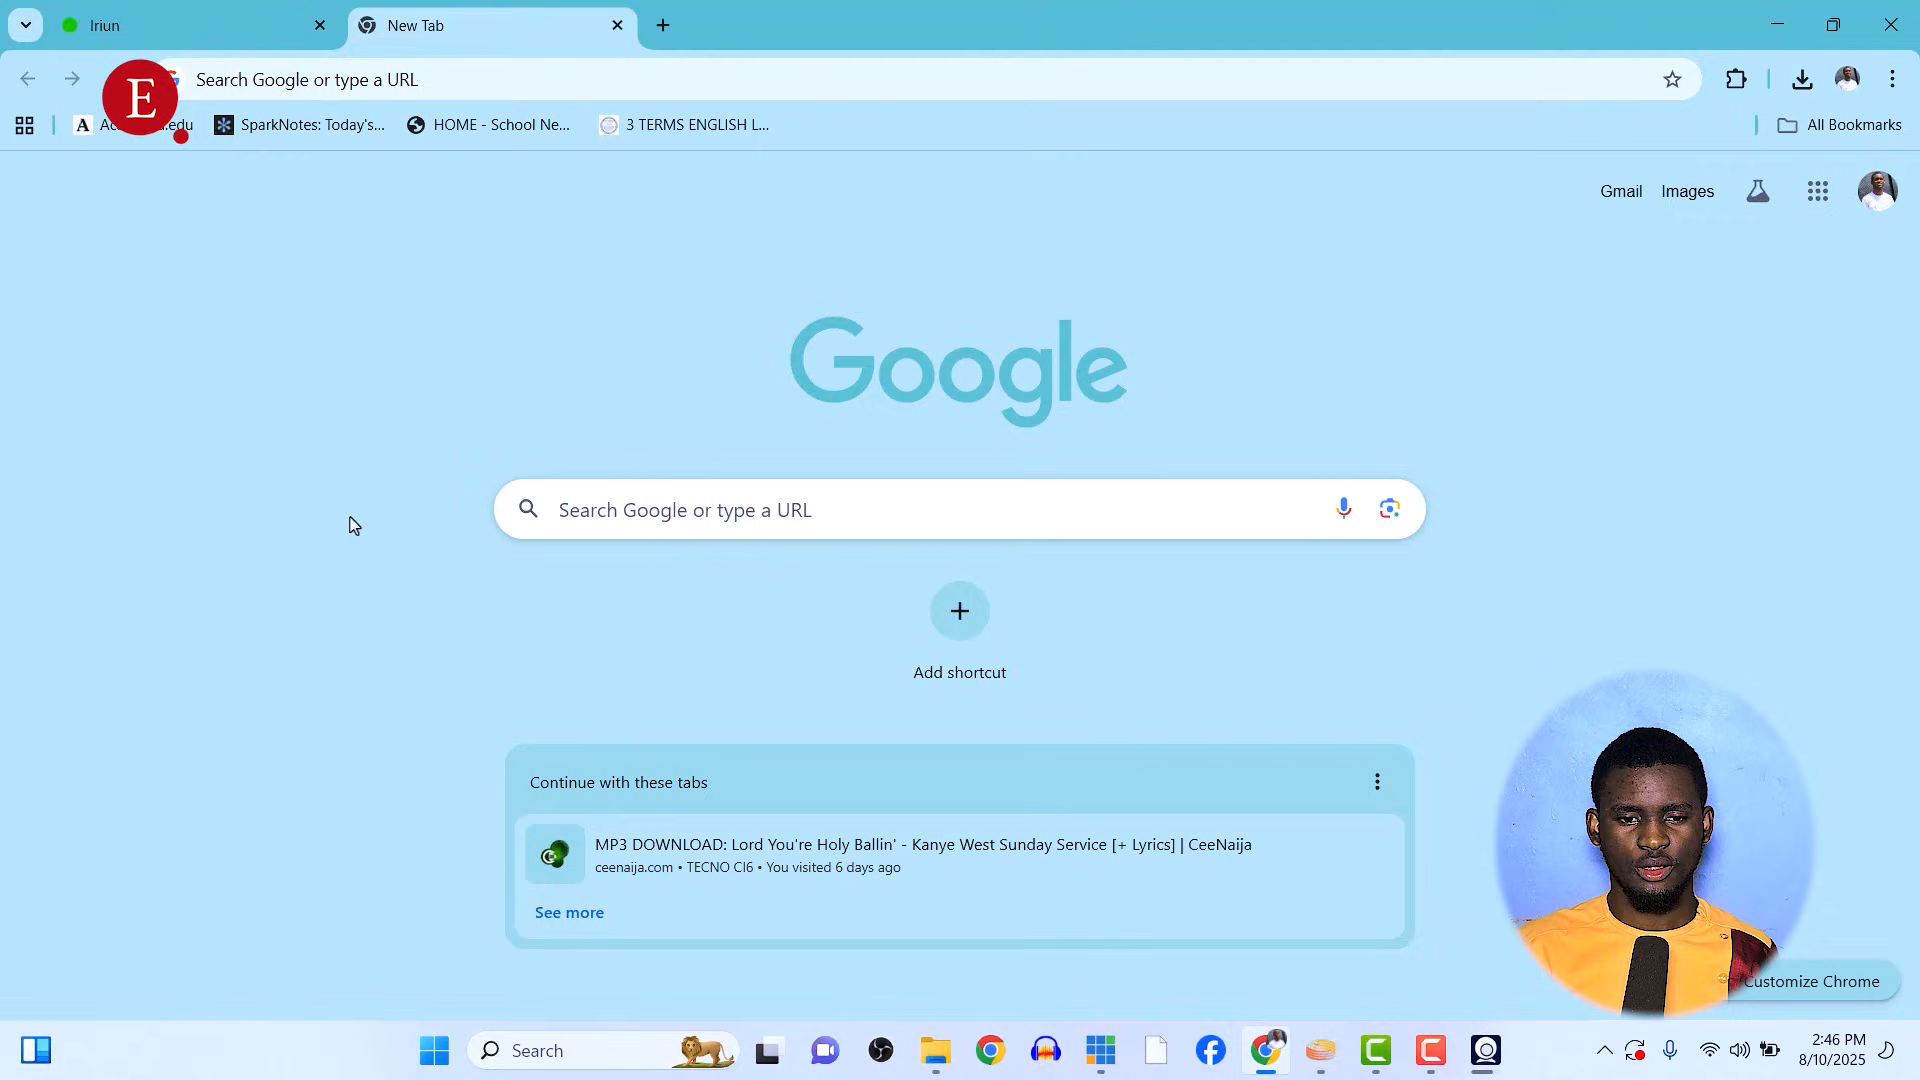 Iriun
New Tab
Search Google or type a URL
E
A
SparkNotes: Today's...
HOME - School Ne...
3 TERMS ENGLISH L...
All Bookmarks
Gmail
Images
Google
Search Google or type a URL
Add shortcut
Continue with these tabs
MP3 DOWNLOAD: Lord You're Holy Ballin' - Kanye West Sunday Service [+ Lyrics] | CeeNaija
ceenaija.com • TECNO CI6 • You visited 6 days ago
See more
Customize Chrome
Search
2:46 PM
8/10/2025